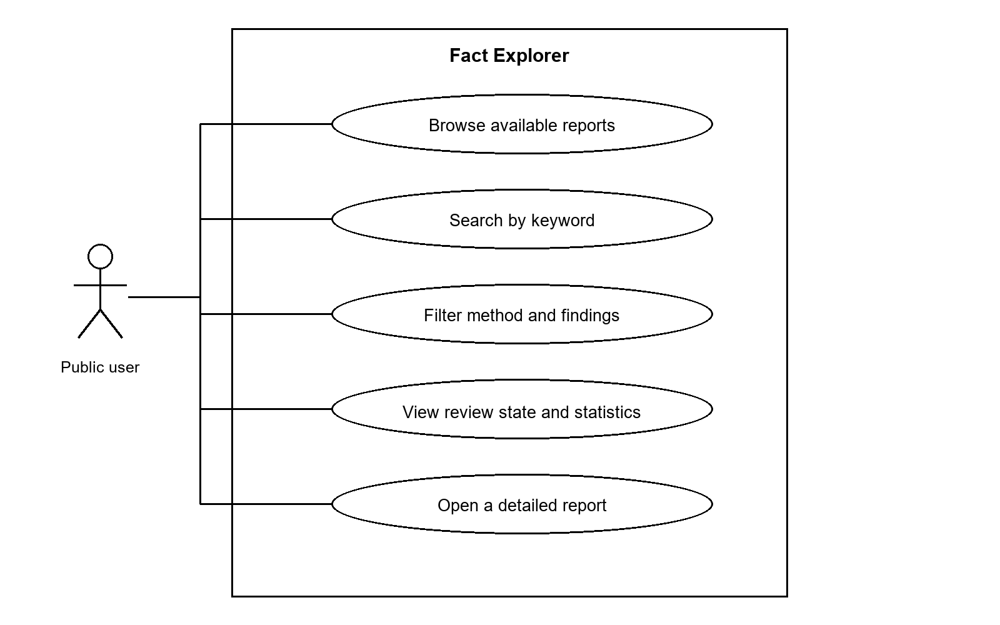 Fact Explorer
Browse available reports
Search by keyword
Filter method and findings
View review state and statistics
Open a detailed report
Public user